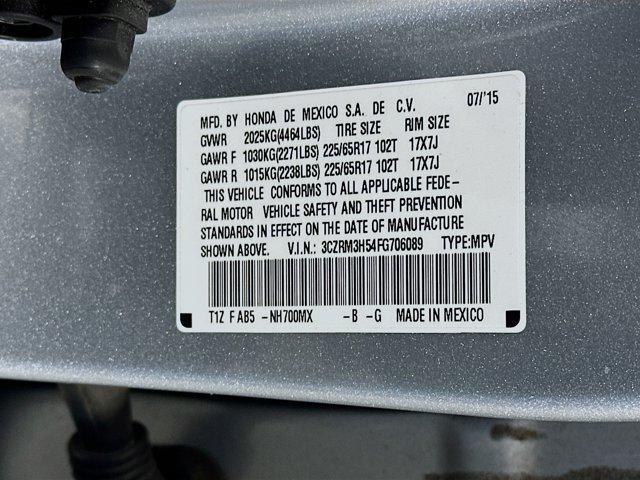 MFD. BY HONDA DE MEXICO S.A. DE C.V. 07/'15
GVWR 2025KG(4464LBS) TIRE SIZE RIM SIZE
GAWR F 1030KG(2271LBS) 225/65R17 102T 17X7J
GAWR R 1015KG(2238LBS) 225/65R17 102T 17X7J
THIS VEHICLE CONFORMS TO ALL APPLICABLE FEDE-
RAL MOTOR VEHICLE SAFETY AND THEFT PREVENTION
STANDARDS IN EFFECT ON THE DATE OF MANUFACTURE
SHOWN ABOVE. V.I.N.: 3CZRM3H54FG706089 TYPE:MPV
T1Z F AB5 -NH700MX -B -G MADE IN MEXICO